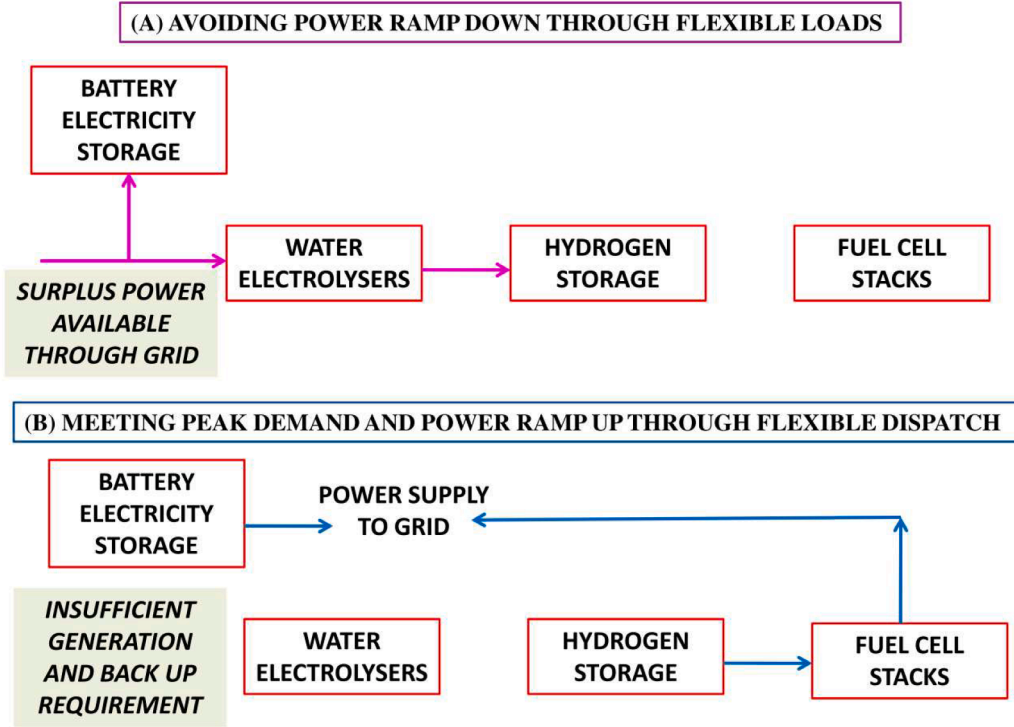 (A) AVOIDING POWER RAMP DOWN THROUGH FLEXIBLE LOADS
BATTERY
ELECTRICITY
STORAGE
WATER
ELECTROLYSERS
HYDROGEN
STORAGE
FUEL CELL
STACKS
SURPLUS POWER
AVAILABLE
THROUGH GRID
(B) MEETING PEAK DEMAND AND POWER RAMP UP THROUGH FLEXIBLE DISPATCH
BATTERY
ELECTRICITY
STORAGE
POWER SUPPLY
TO GRID
INSUFFICIENT
GENERATION
AND BACK UP
REQUIREMENT
WATER
ELECTROLYSERS
HYDROGEN
STORAGE
FUEL CELL
STACKS